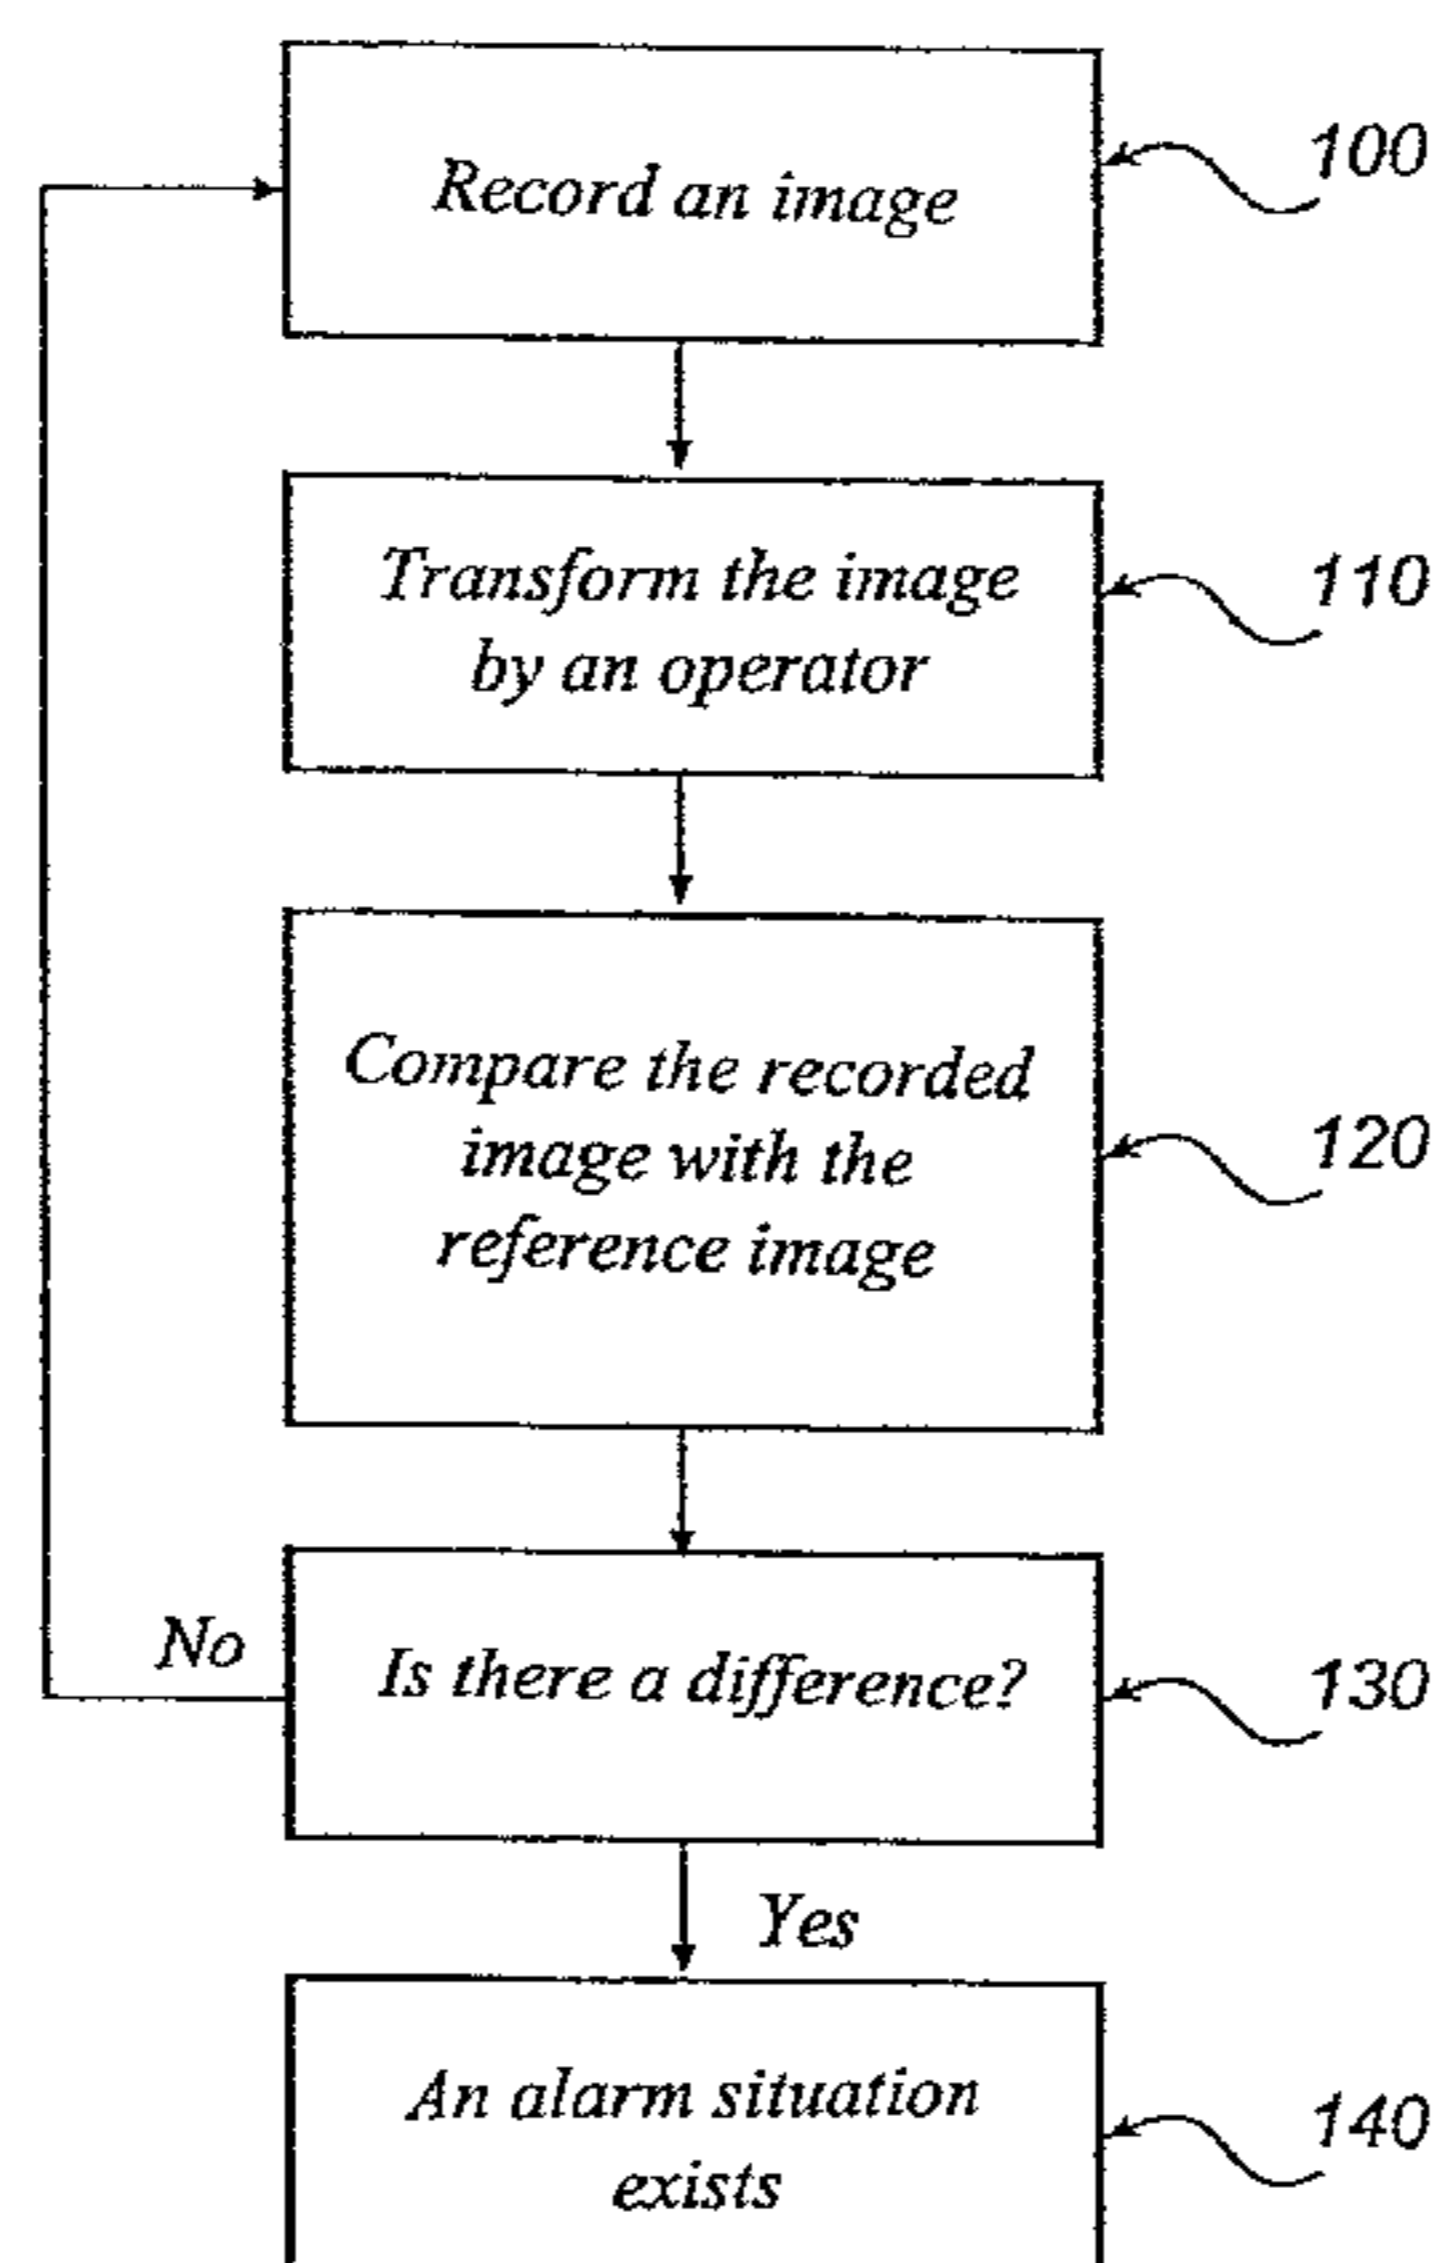 Record an image
100
Transform the image
by an operator
110
Compare the recorded
image with the
reference image
120
No
Is there a difference?
130
Yes
An alarm situation
exists
140